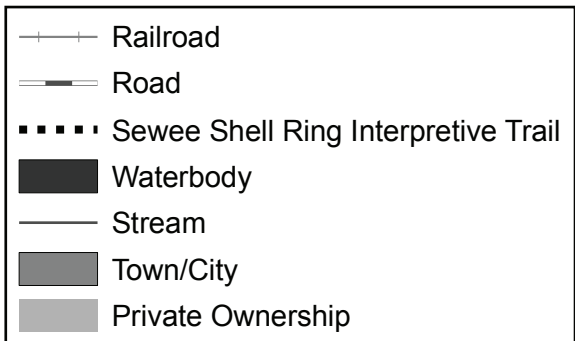 Railroad
Road
Sewee Shell Ring Interpretive Trail
Waterbody
Stream
Town/City
Private Ownership